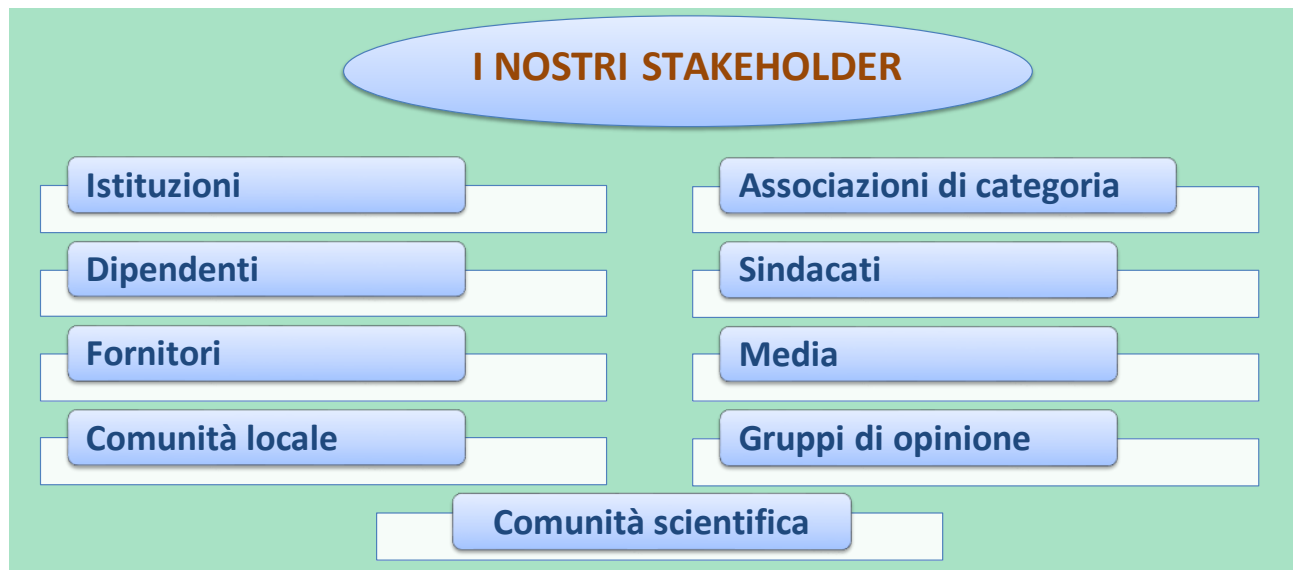 I NOSTRI STAKEHOLDER
Istituzioni
Associazioni di categoria
Dipendenti
Sindacati
Fornitori
Media
Comunità locale
Gruppi di opinione
Comunità scientifica